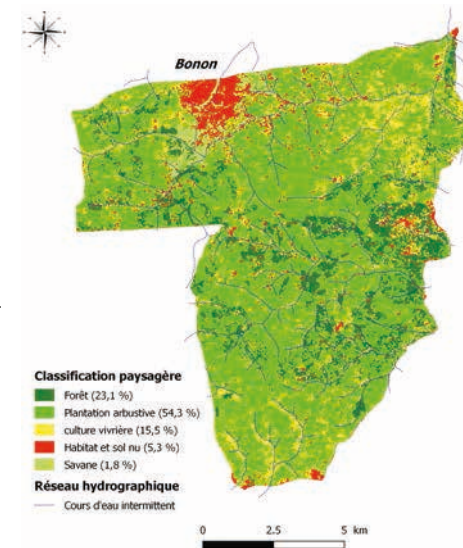 Bonon
Classification paysagère
Forêt (23,1 %)
Plantation arbustive (54,3 %)
culture vivrière (15,5 %)
Habitat et sol nu (5,3 %)
Savane (1,8 %)
Réseau hydrographique
Cours d'eau intermittent
0 2.5 5 km